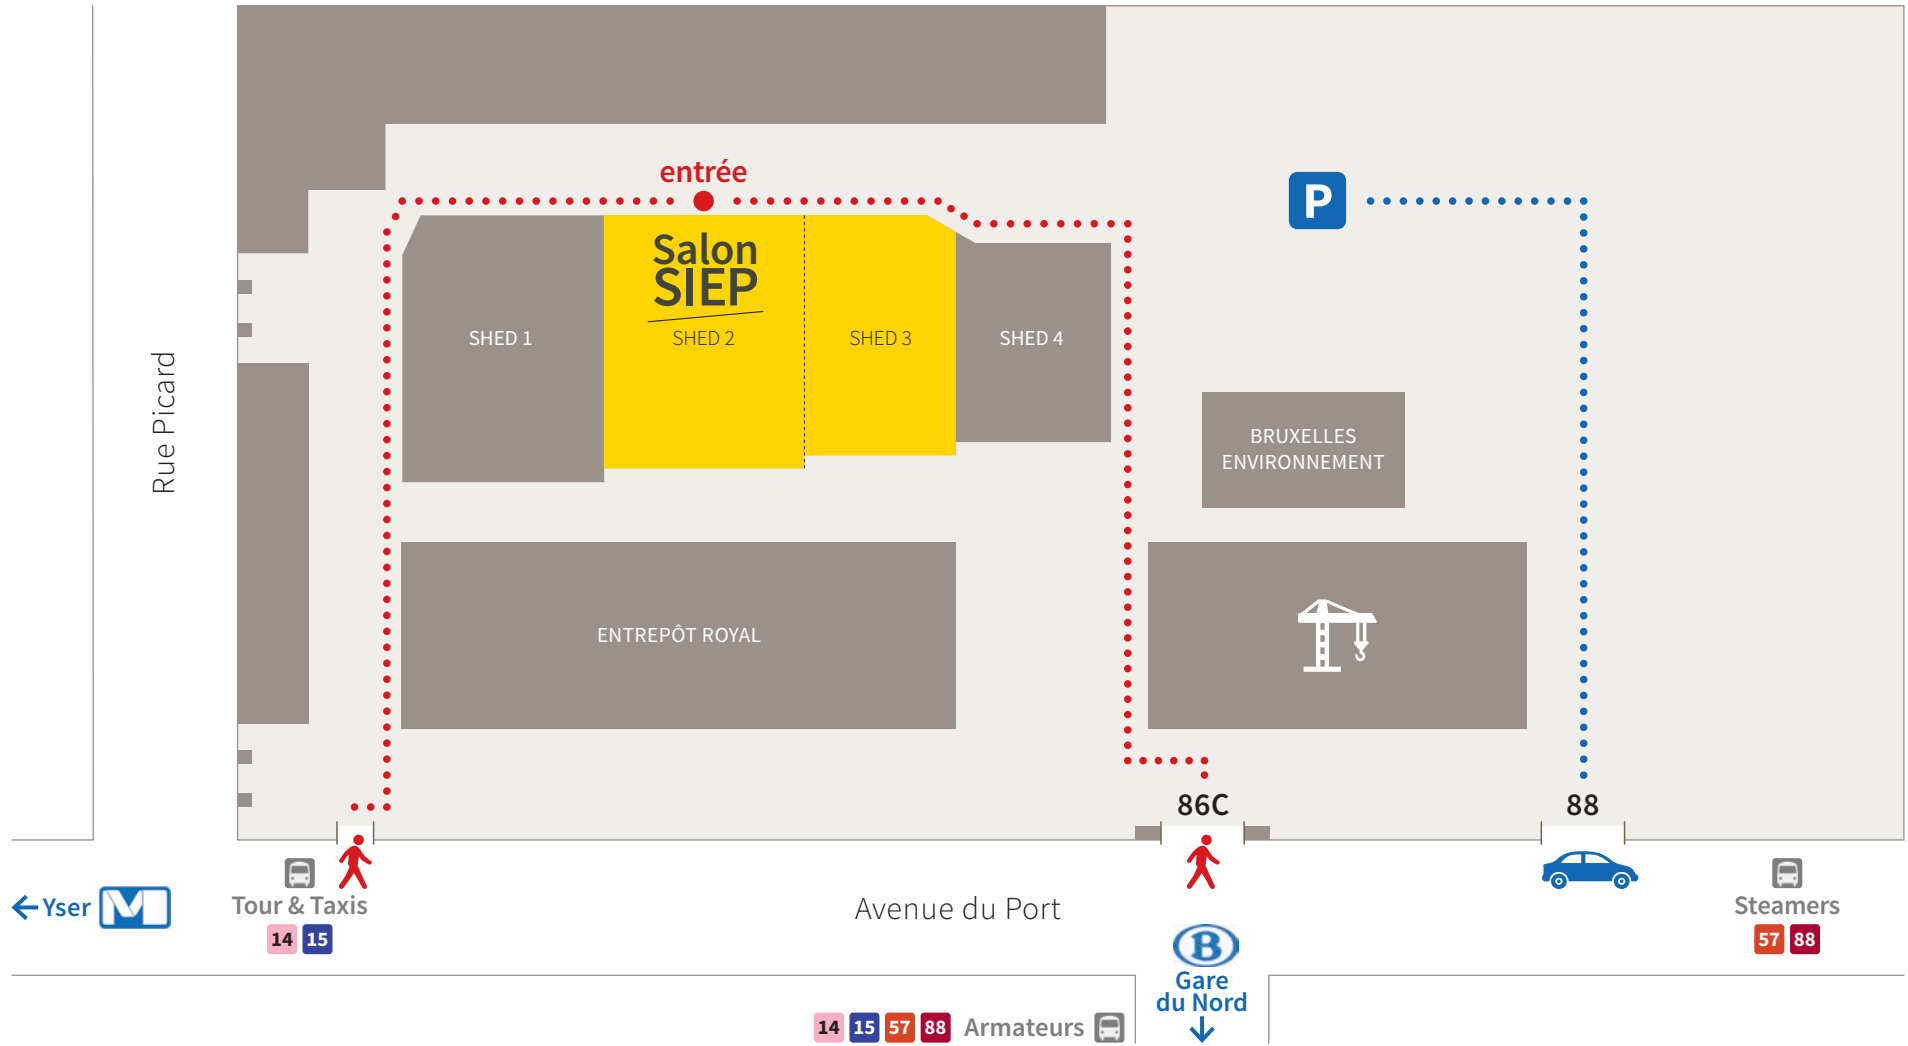 entrée
P
Salon
SIEP
SHED 1
SHED 2
SHED 3
SHED 4
Rue Picard
BRUXELLES
ENVIRONNEMENT
ENTREPÔT ROYAL
86C
88
Yser
M
Tour & Taxis
14 15
Avenue du Port
B
Gare
du Nord
Steamers
57 88
14 15 57 88 Armateurs